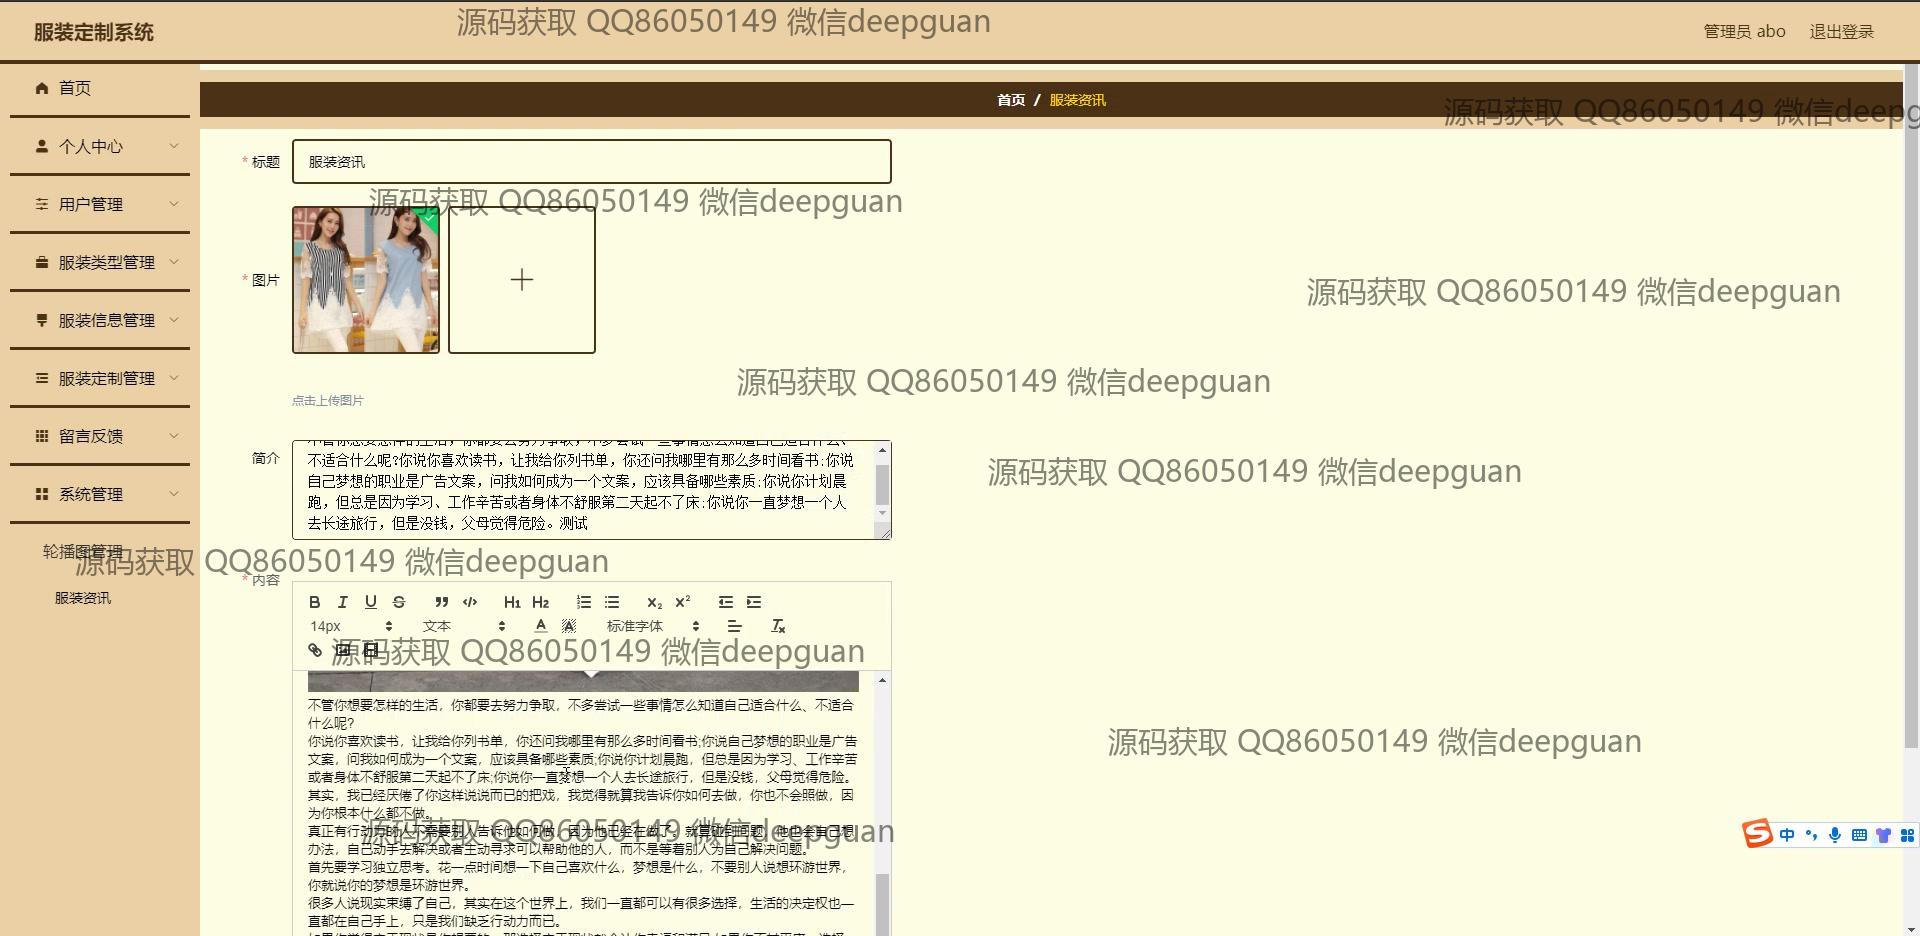 服装定制系统
源码获取 QQ86050149 微信deepguan
管理员 abo
退出登录
首页
个人中心
用户管理
服装类型管理
服装信息管理
服装定制管理
留言反馈
系统管理
轮播图管理
服装资讯
首页 / 服装资讯
源码获取 QQ86050149 微信deepg
* 标题
服装资讯
源码获取 QQ86050149 微信deepguan
* 图片
源码获取 QQ86050149 微信deepguan
源码获取 QQ86050149 微信deepguan
点击上传图片
简介
不管你想要怎样的生活，你都要去努力争取，不多尝试一些事情怎么知道自己适合什么、
不适合什么呢?你说你喜欢读书，让我给你列书单，你还问我哪里有那么多时间看书;你说
自己梦想的职业是广告文案，问我如何成为一个文案，应该具备哪些素质;你说你计划晨
跑，但总是因为学习、工作辛苦或者身体不舒服第二天起不了床;你说你一直梦想一个人
去长途旅行，但是没钱，父母觉得危险。测试
源码获取 QQ86050149 微信deepguan
源码获取 QQ86050149 微信deepguan
* 内容
B I U S ” </> H1 H2 X2 X2
14px 文本 A A 标准字体 Tx
源码获取 QQ86050149 微信deepguan
不管你想要怎样的生活，你都要去努力争取，不多尝试一些事情怎么知道自己适合什么、不适合
什么呢?
你说你喜欢读书，让我给你列书单，你还问我哪里有那么多时间看书;你说自己梦想的职业是广告
文案，问我如何成为一个文案，应该具备哪些素质;你说你计划晨跑，但总是因为学习、工作辛苦
或者身体不舒服第二天起不了床;你说你一直梦想一个人去长途旅行，但是没钱，父母觉得危险。
其实，我已经厌倦了你这样说说而已的把戏，我觉得就算我告诉你如何去做，你也不会照做，因
为你根本什么都不做。
真正有行动力的人不需要别人告诉他如何做，因为他已经在做了。就算碰到问题，他也会自己想
办法，自己动手去解决或者主动寻求可以帮助他的人，而不是等着别人为自己解决问题。
首先要学习独立思考。花一点时间想一下自己喜欢什么，梦想是什么，不要别人说想环游世界，
你就说你的梦想是环游世界。
很多人说现实束缚了自己，其实在这个世界上，我们一直都可以有很多选择，生活的决定权也一
直都在自己手上，只是我们缺乏行动力而已。
源码获取 QQ86050149 微信deepguan
源码获取 QQ86050149 微信deepguan
中